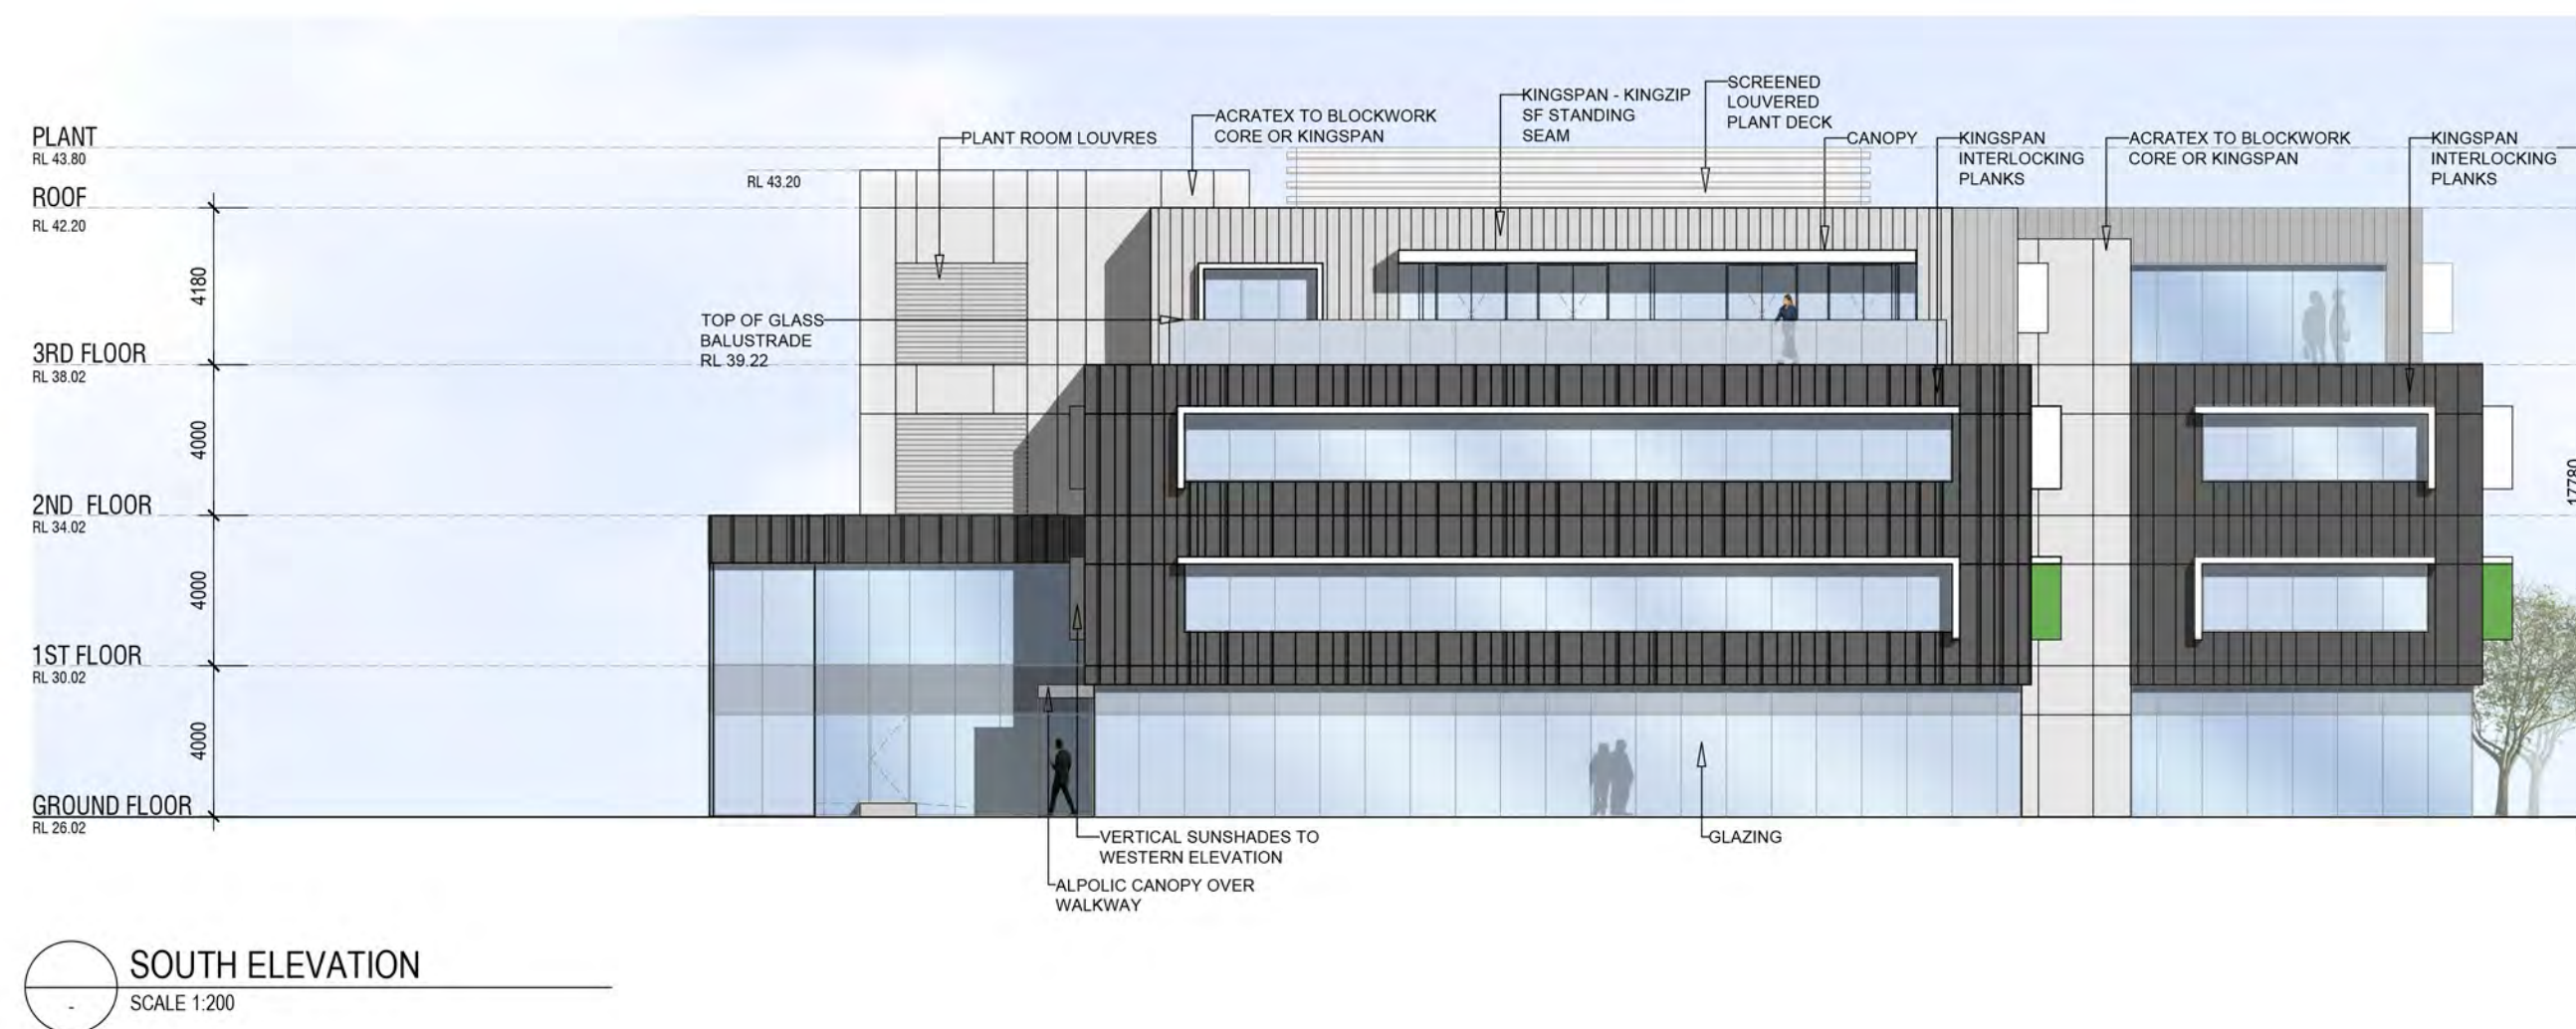 PLANT
RL 43.80
ROOF
RL 42.20
4180
3RD FLOOR
RL 38.02
4000
2ND FLOOR
RL 34.02
4000
1ST FLOOR
RL 30.02
4000
GROUND FLOOR
RL 26.02
RL 43.20
PLANT ROOM LOUVRES
ACRATEX TO BLOCKWORK
CORE OR KINGSPAN
KINGSPAN - KINGZIP
SF STANDING
SEAM
SCREENED
LOUVERED
PLANT DECK
CANOPY
KINGSPAN
INTERLOCKING
PLANKS
ACRATEX TO BLOCKWORK
CORE OR KINGSPAN
KINGSPAN
INTERLOCKING
PLANKS
TOP OF GLASS
BALUSTRADE
RL 39.22
17780
VERTICAL SUNSHADES TO
WESTERN ELEVATION
ALPOLIC CANOPY OVER
WALKWAY
GLAZING
SOUTH ELEVATION
SCALE 1:200
-